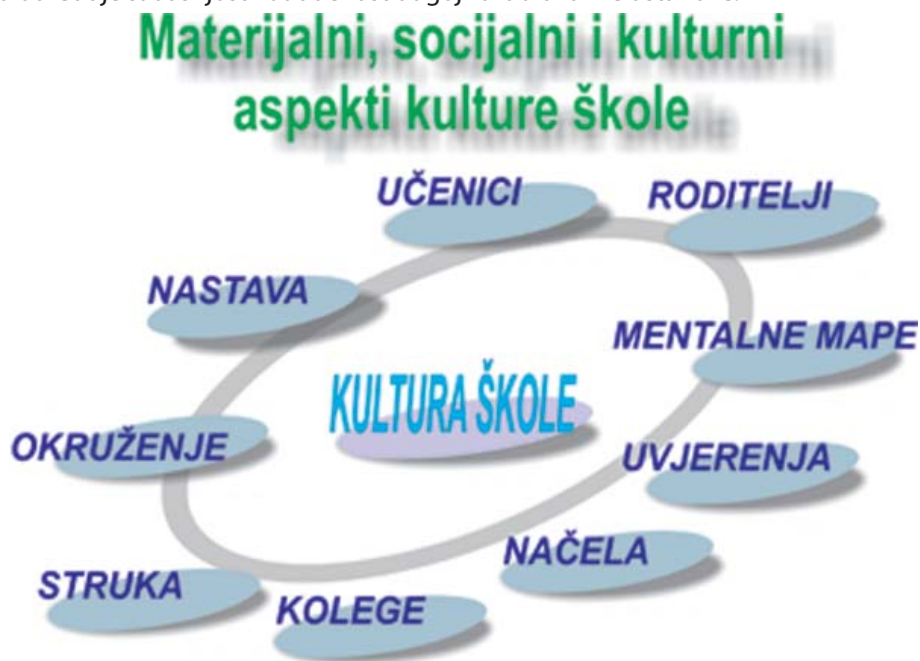 Materijalni, socijalni i kulturni
aspekti kulture škole
UČENICI
RODITELJI
NASTAVA
MENTALNE MAPE
KULTURA ŠKOLE
OKRUŽENJE
UVJERENJA
NAČELA
STRUKA
KOLEGE